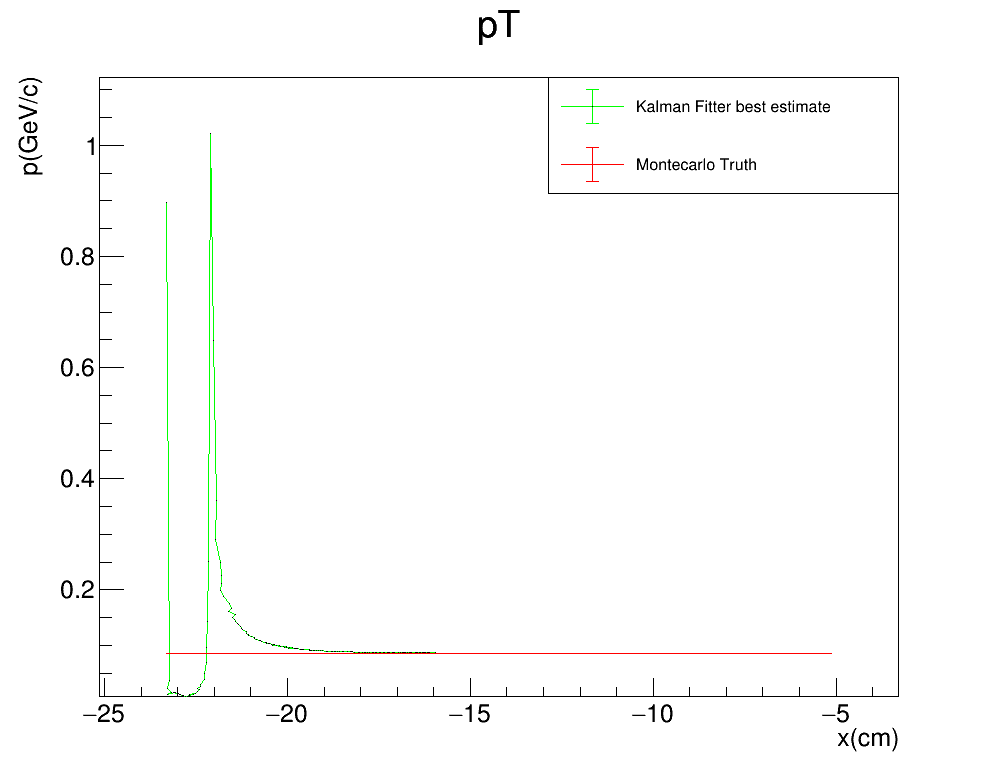 pT
p(GeV/c)
Kalman Fitter best estimate
Montecarlo Truth
1
0.8
0.6
0.4
0.2
−25
−20
−15
−10
−5
x(cm)